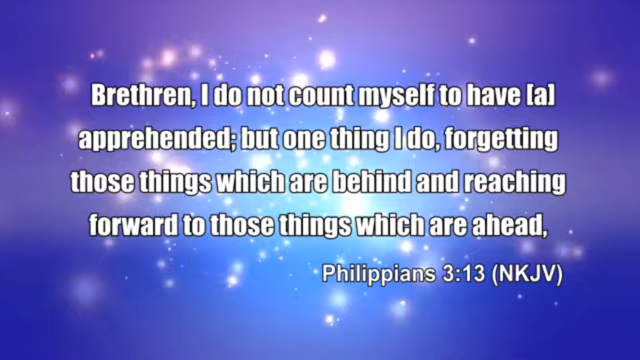 Brethren, I do not count myself to have [a]
apprehended; but one thing I do, forgetting
those things which are behind and reaching
forward to those things which are ahead,
Philippians 3:13 (NKJV)